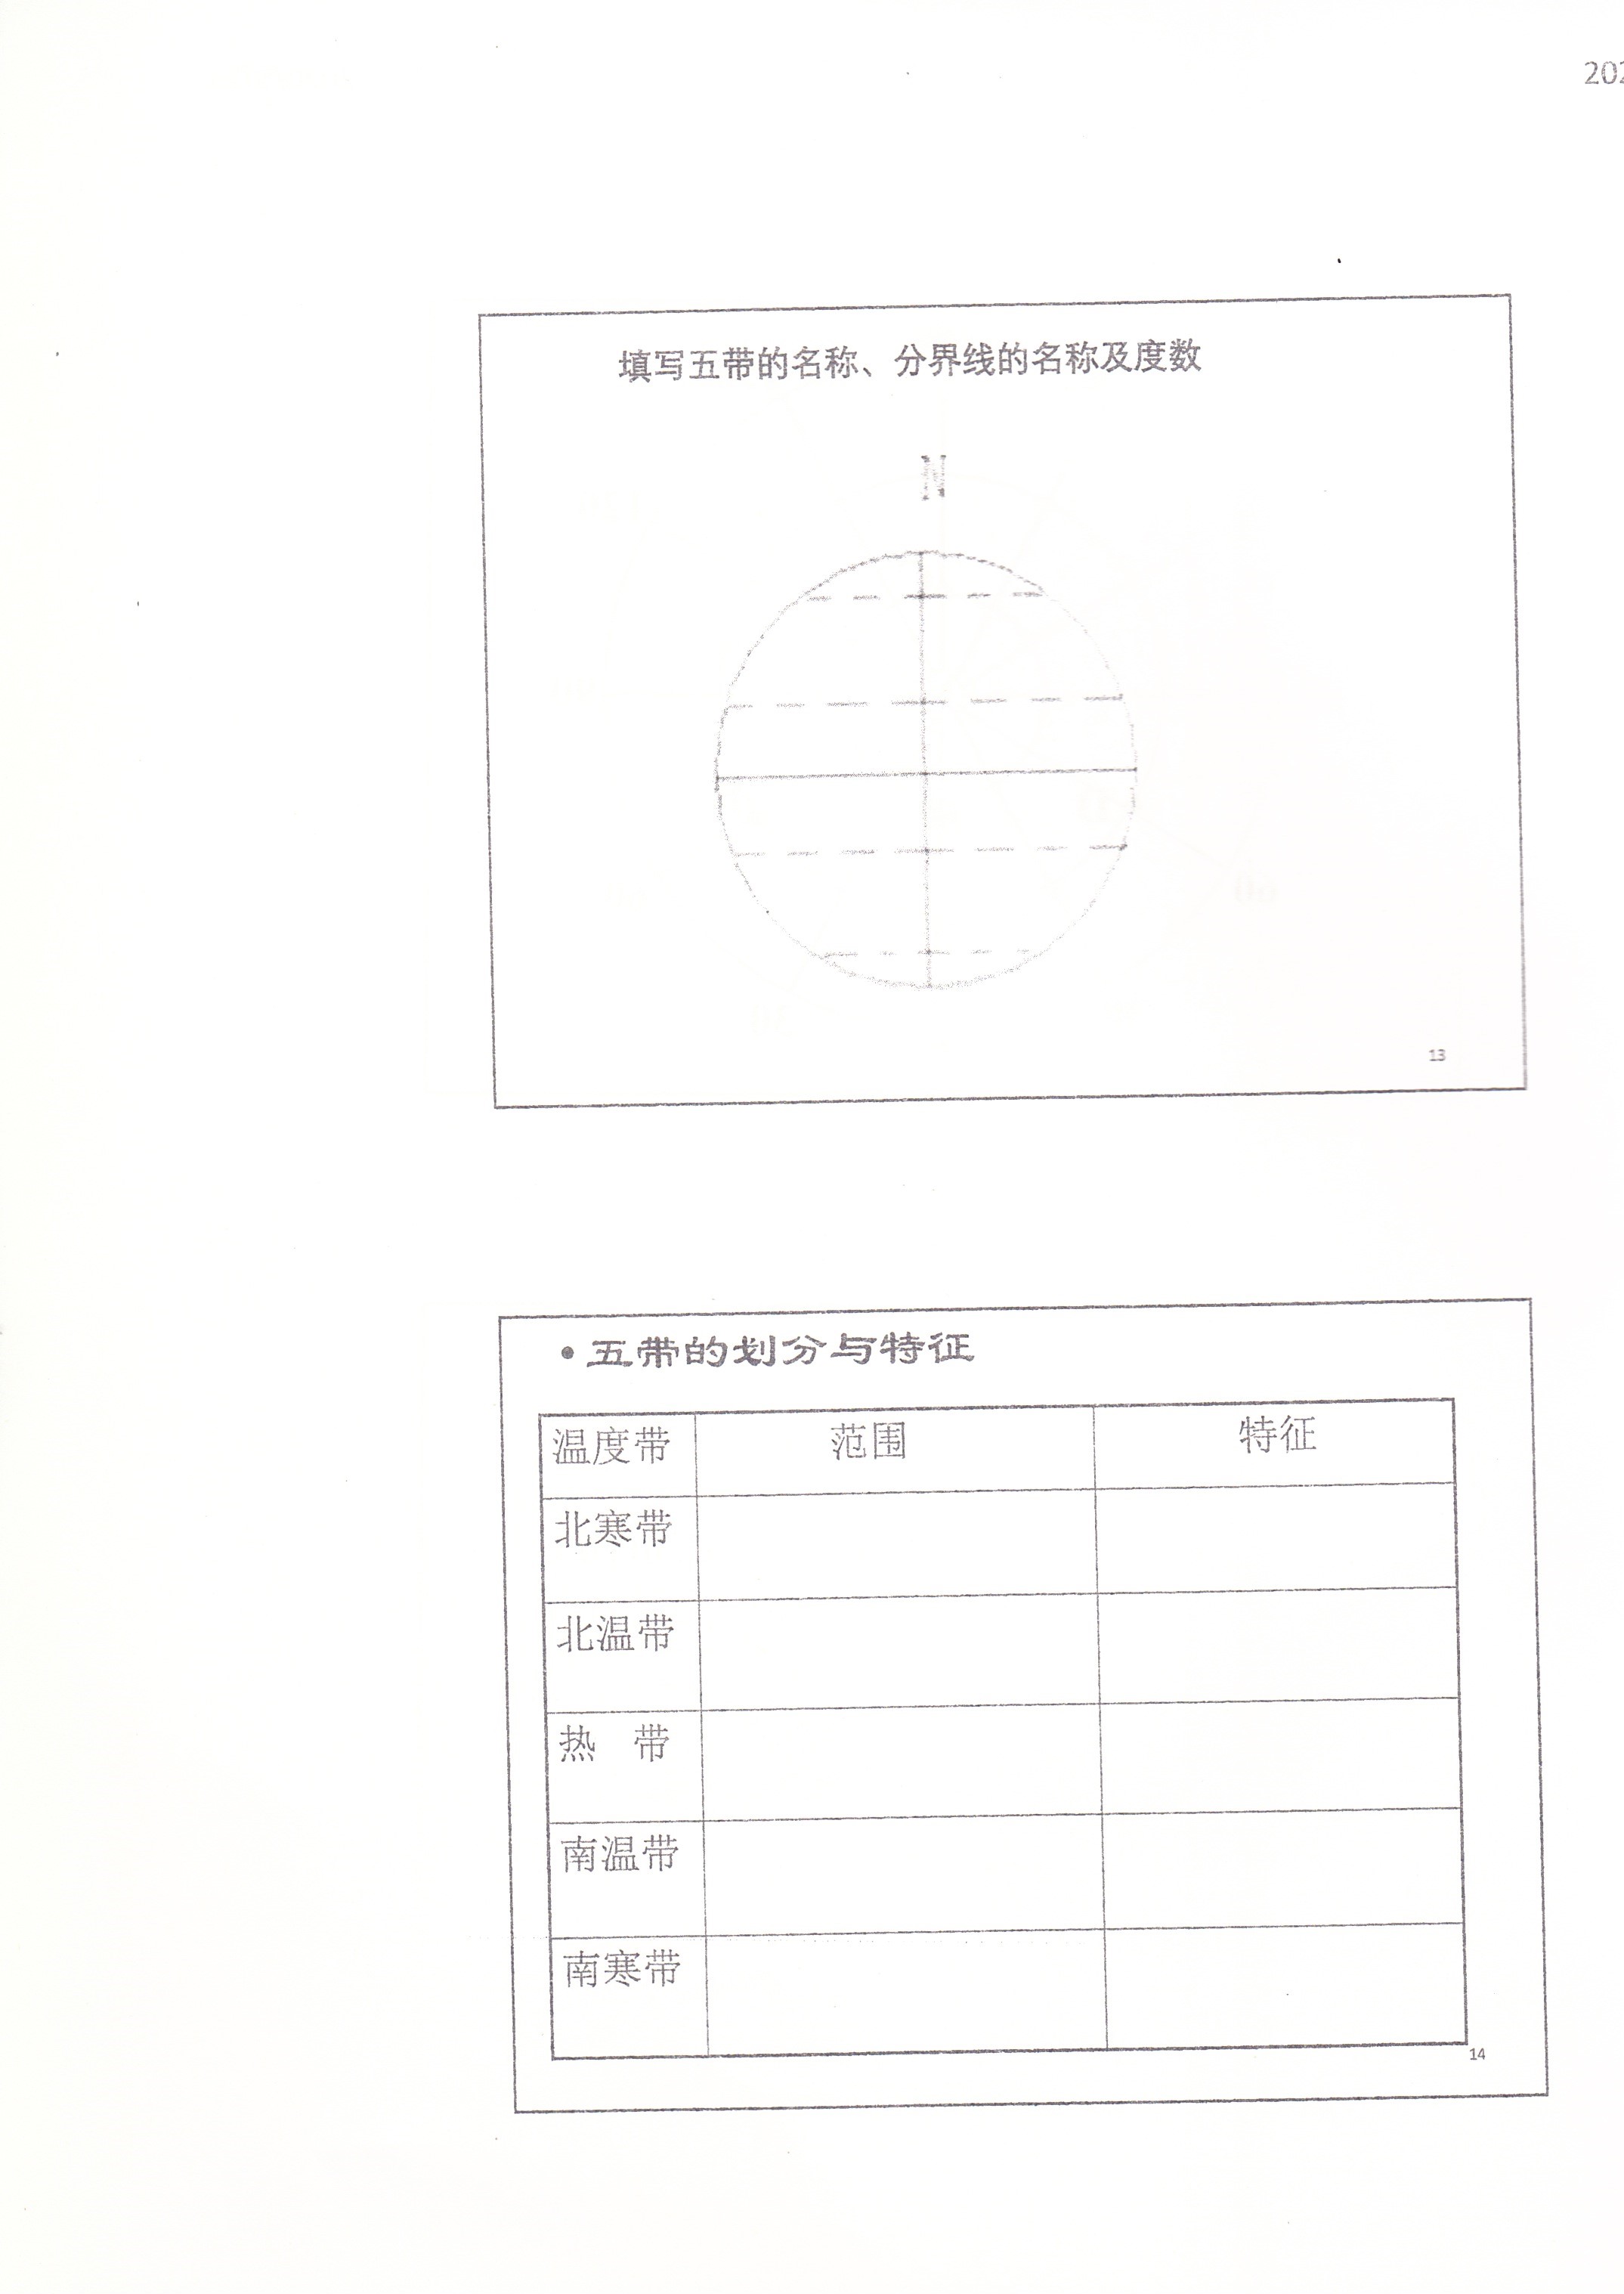 202
填写五带的名称、分界线的名称及度数
N
13
• 五带的划分与特征
温度带 范围 特征
北寒带
北温带
热 带
南温带
南寒带
14